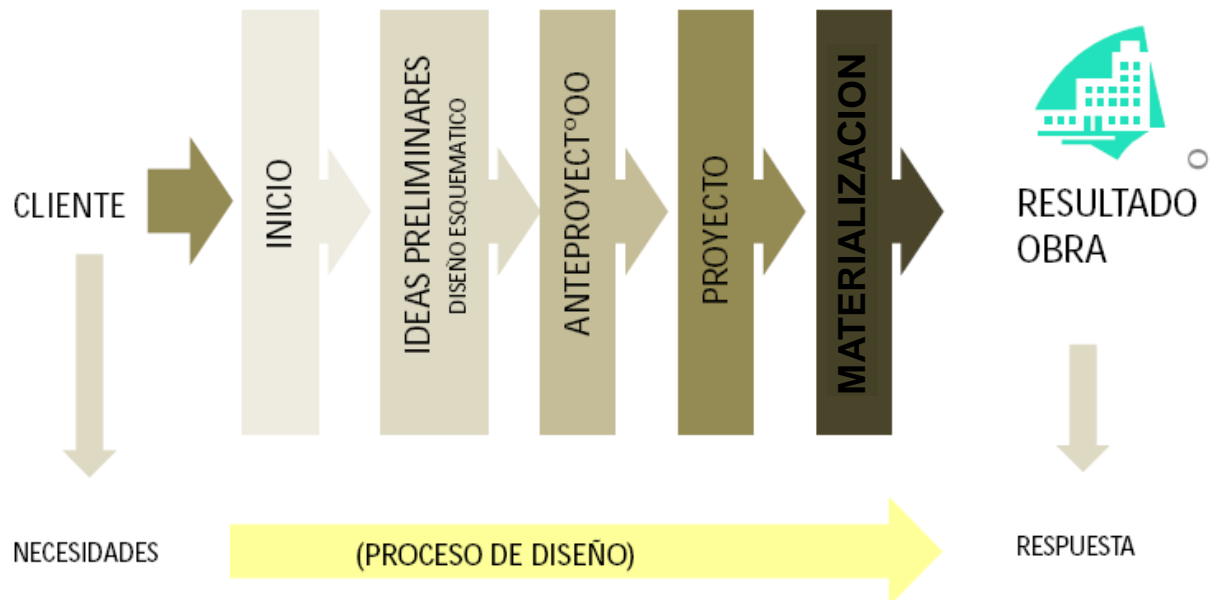 CLIENTE
INICIO
IDEAS PRELIMINARES
DISEÑO ESQUEMATICO
ANTEPROYECT°OO
PROYECTO
MATERIALIZACION
RESULTADO
OBRA
NECESIDADES
(PROCESO DE DISEÑO)
RESPUESTA